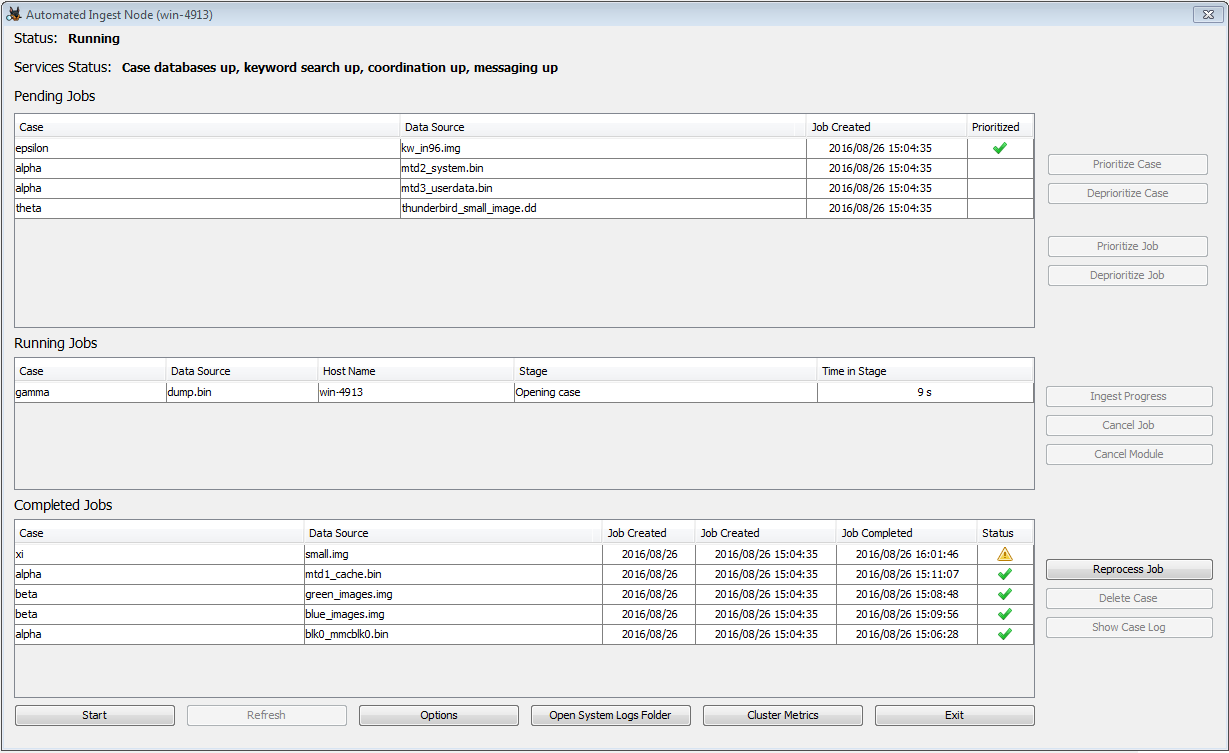 Automated Ingest Node (win-4913)
Status: Running
Services Status: Case databases up, keyword search up, coordination up, messaging up
Pending Jobs
Case Data Source Job Created Prioritized
epsilon kw_in96.img 2016/08/26 15:04:35
alpha mtd2_system.bin 2016/08/26 15:04:35
alpha mtd3_userdata.bin 2016/08/26 15:04:35
theta thunderbird_small_image.dd 2016/08/26 15:04:35
Prioritize Case
Deprioritize Case
Prioritize Job
Deprioritize Job
Running Jobs
Case Data Source Host Name Stage Time in Stage
gamma dump.bin win-4913 Opening case 9 s
Ingest Progress
Cancel Job
Cancel Module
Completed Jobs
Case Data Source Job Created Job Created Job Completed Status
xi small.img 2016/08/26 2016/08/26 15:04:35 2016/08/26 16:01:46
alpha mtd1_cache.bin 2016/08/26 2016/08/26 15:04:35 2016/08/26 15:11:07
beta green_images.img 2016/08/26 2016/08/26 15:04:35 2016/08/26 15:08:48
beta blue_images.img 2016/08/26 2016/08/26 15:04:35 2016/08/26 15:09:56
alpha blk0_mmcblk0.bin 2016/08/26 2016/08/26 15:04:35 2016/08/26 15:06:28
Reprocess Job
Delete Case
Show Case Log
Start Refresh Options Open System Logs Folder Cluster Metrics Exit